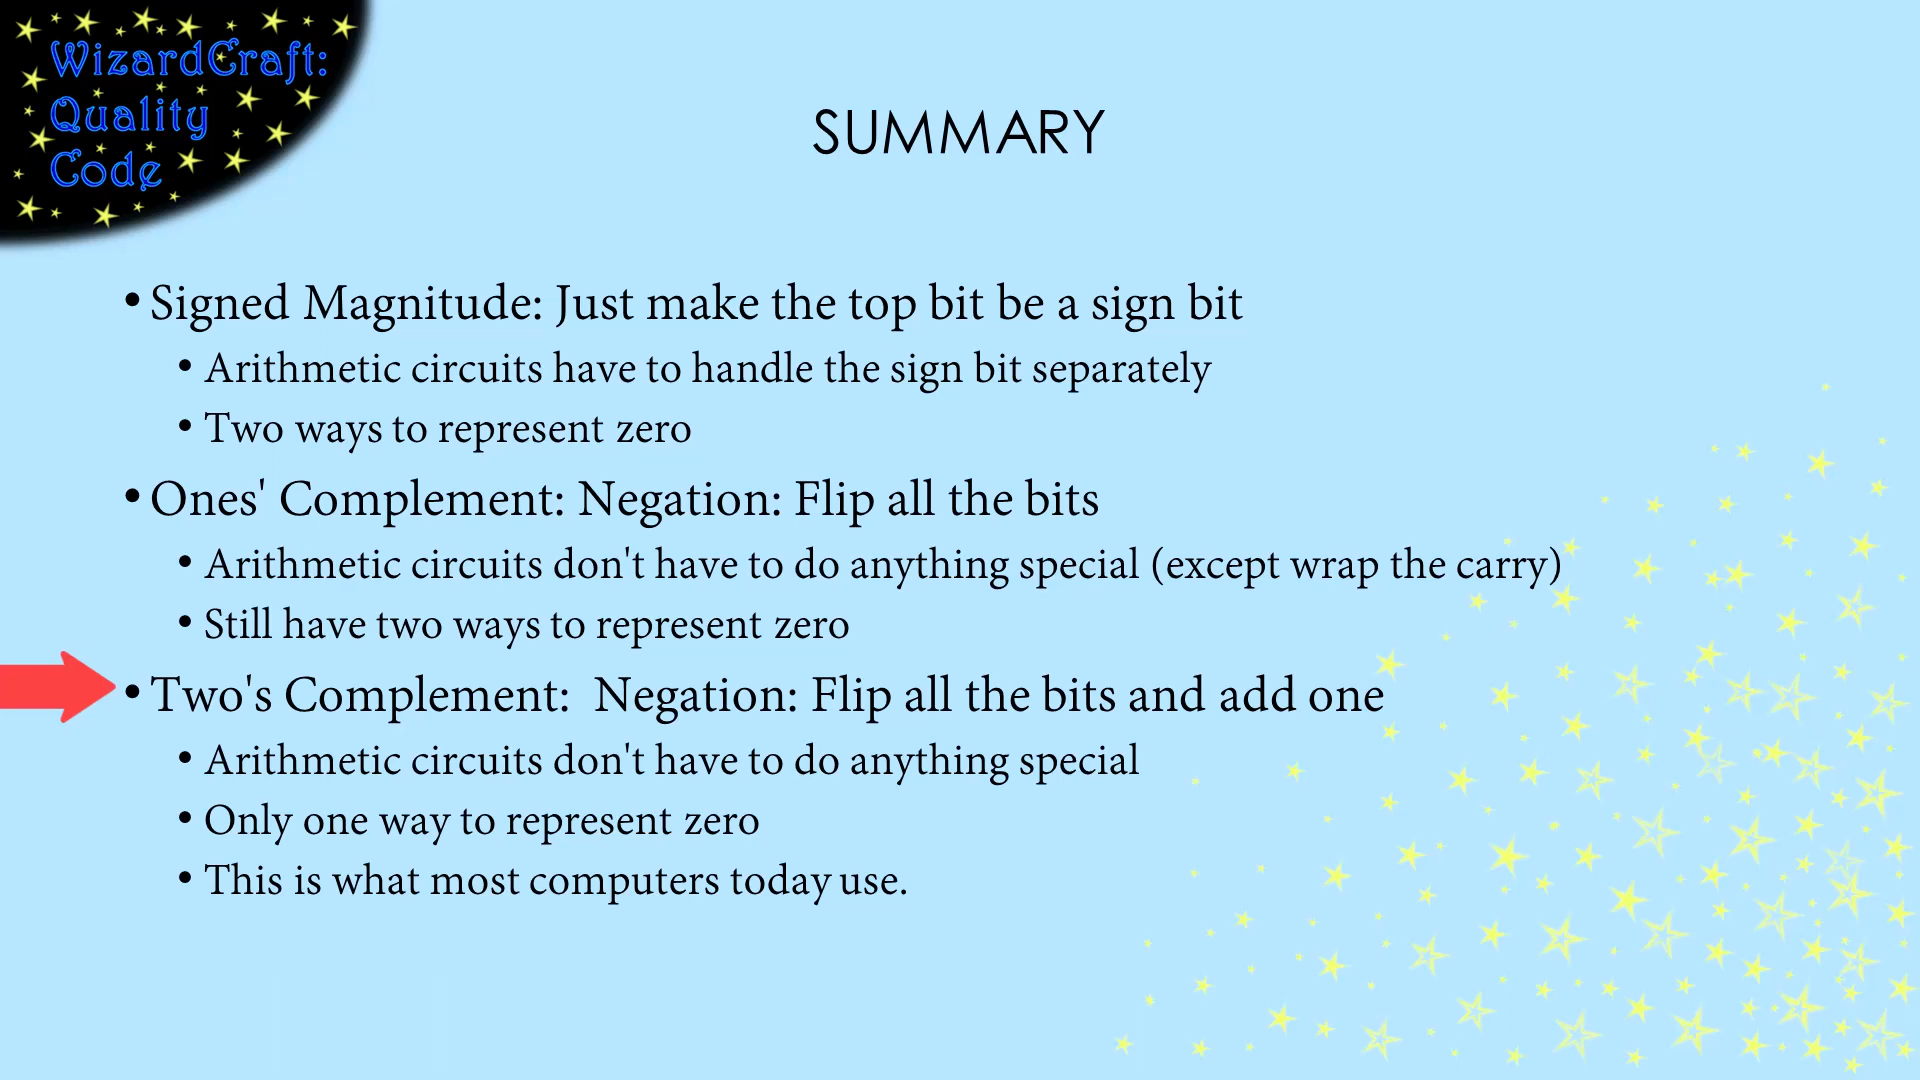 WizardCraft:
Quality
Code
SUMMARY
• Signed Magnitude: Just make the top bit be a sign bit
• Arithmetic circuits have to handle the sign bit separately
• Two ways to represent zero
• Ones' Complement: Negation: Flip all the bits
• Arithmetic circuits don't have to do anything special (except wrap the carry)
• Still have two ways to represent zero
• Two's Complement:  Negation: Flip all the bits and add one
• Arithmetic circuits don't have to do anything special
• Only one way to represent zero
• This is what most computers today use.